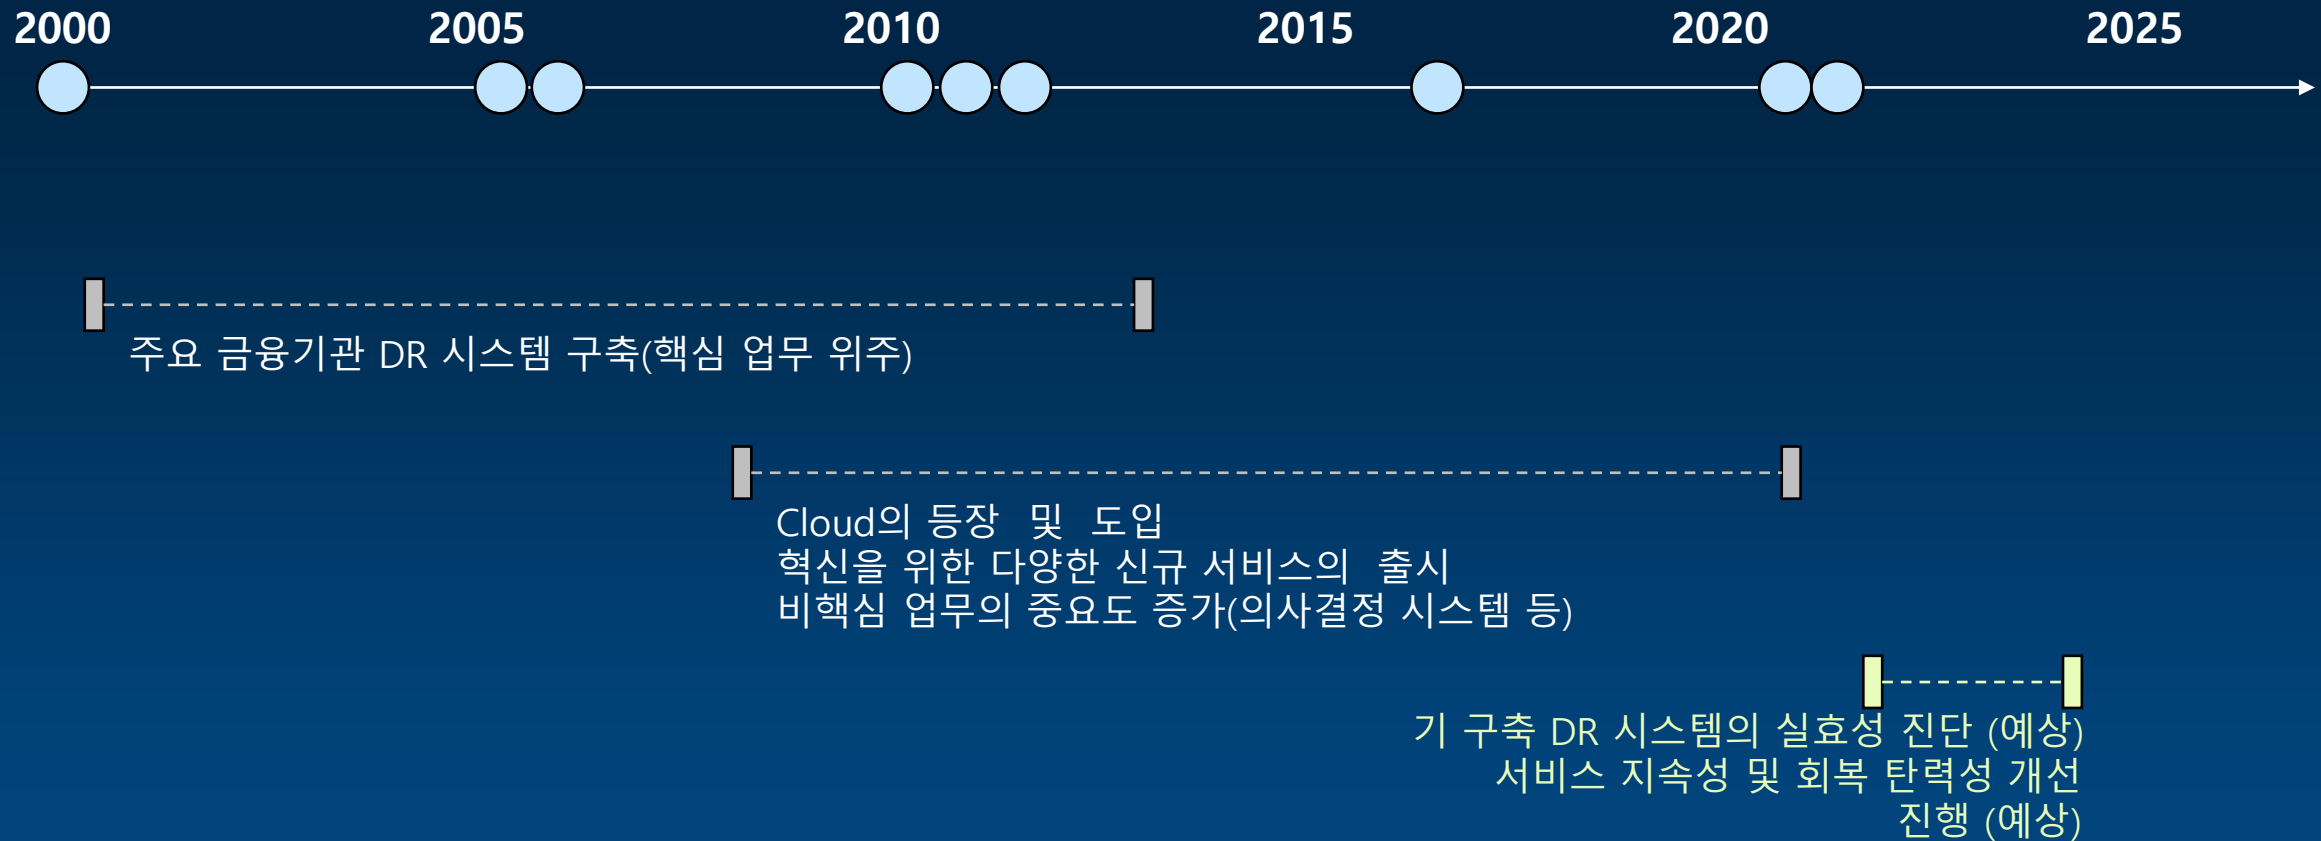 2000 2005 2010 2015 2020 2025
주요 금융기관 DR 시스템 구축(핵심 업무 위주)
Cloud의 등장 및 도입
혁신을 위한 다양한 신규 서비스의 출시
비핵심 업무의 중요도 증가(의사결정 시스템 등)
기 구축 DR 시스템의 실효성 진단 (예상)
서비스 지속성 및 회복 탄력성 개선
진행 (예상)